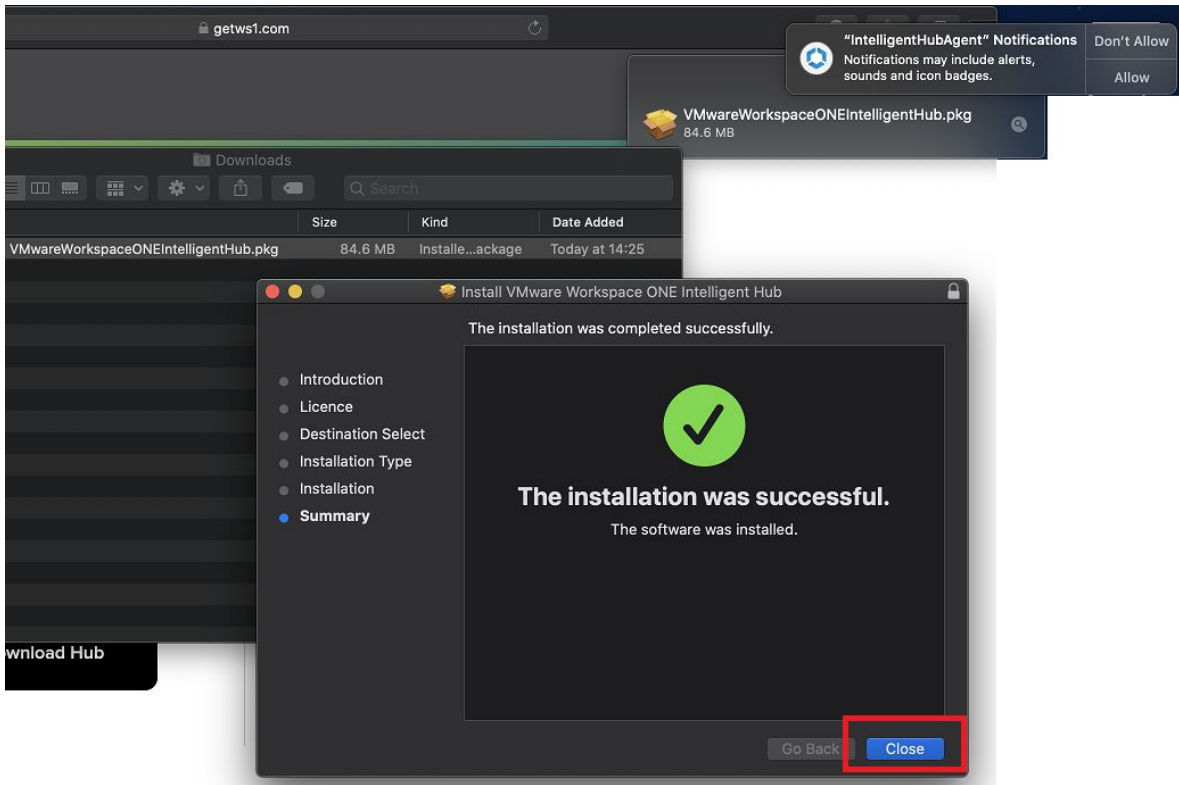 getws1.com
"IntelligentHubAgent" Notifications
Notifications may include alerts,
sounds and icon badges.
Don't Allow
Allow
VMwareWorkspaceONEIntelligentHub.pkg
84.6 MB
Downloads
Search
Size Kind Date Added
VMwareWorkspaceONEIntelligentHub.pkg 84.6 MB Installe...ackage Today at 14:25
Install VMware Workspace ONE Intelligent Hub
The installation was completed successfully.
Introduction
Licence
Destination Select
Installation Type
Installation
Summary
The installation was successful.
The software was installed.
wnload Hub
Go Back Close